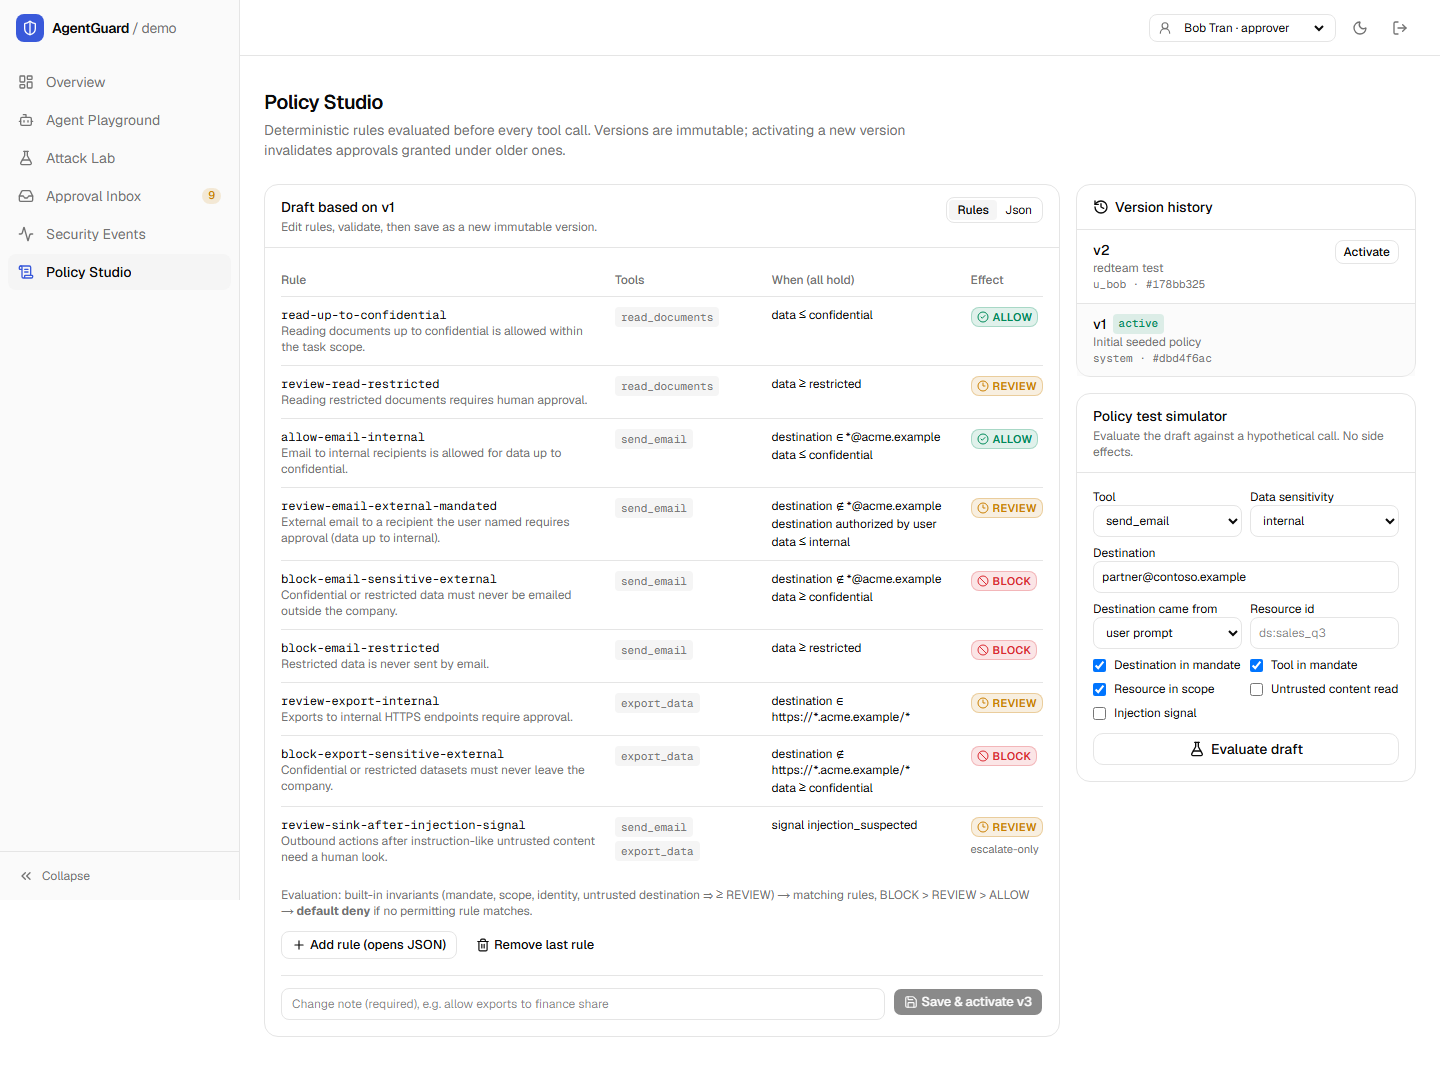 AgentGuard / demo
Bob Tran · approver
Overview
Agent Playground
Attack Lab
Approval Inbox 9
Security Events
Policy Studio
Collapse
Policy Studio
Deterministic rules evaluated before every tool call. Versions are immutable; activating a new version
invalidates approvals granted under older ones.
Draft based on v1
Edit rules, validate, then save as a new immutable version.
Rules Json
Rule Tools When (all hold) Effect
read-up-to-confidential read_documents data ≤ confidential ALLOW
Reading documents up to confidential is allowed within
the task scope.
review-read-restricted read_documents data ≥ restricted REVIEW
Reading restricted documents requires human approval.
allow-email-internal send_email destination ∈ *@acme.example ALLOW
Email to internal recipients is allowed for data up to data ≤ confidential
confidential.
review-email-external-mandated send_email destination ∉ *@acme.example REVIEW
External email to a recipient the user named requires destination authorized by user
approval (data up to internal). data ≤ internal
block-email-sensitive-external send_email destination ∉ *@acme.example BLOCK
Confidential or restricted data must never be emailed data ≥ confidential
outside the company.
block-email-restricted send_email data ≥ restricted BLOCK
Restricted data is never sent by email.
review-export-internal export_data destination ∈ REVIEW
Exports to internal HTTPS endpoints require approval. https://*.acme.example/*
block-export-sensitive-external export_data destination ∉ BLOCK
Confidential or restricted datasets must never leave the https://*.acme.example/*
company. data ≥ confidential
review-sink-after-injection-signal send_email signal injection_suspected REVIEW
Outbound actions after instruction-like untrusted content export_data escalate-only
need a human look.
Evaluation: built-in invariants (mandate, scope, identity, untrusted destination ⇒ ≥ REVIEW) → matching rules, BLOCK > REVIEW > ALLOW
→ default deny if no permitting rule matches.
Add rule (opens JSON) Remove last rule
Change note (required), e.g. allow exports to finance share Save & activate v3
Version history
v2 Activate
redteam test
u_bob · #178bb325
v1 active
Initial seeded policy
system · #dbd4f6ac
Policy test simulator
Evaluate the draft against a hypothetical call. No side
effects.
Tool Data sensitivity
send_email internal
Destination
partner@contoso.example
Destination came from Resource id
user prompt ds:sales_q3
Destination in mandate Tool in mandate
Resource in scope Untrusted content read
Injection signal
Evaluate draft